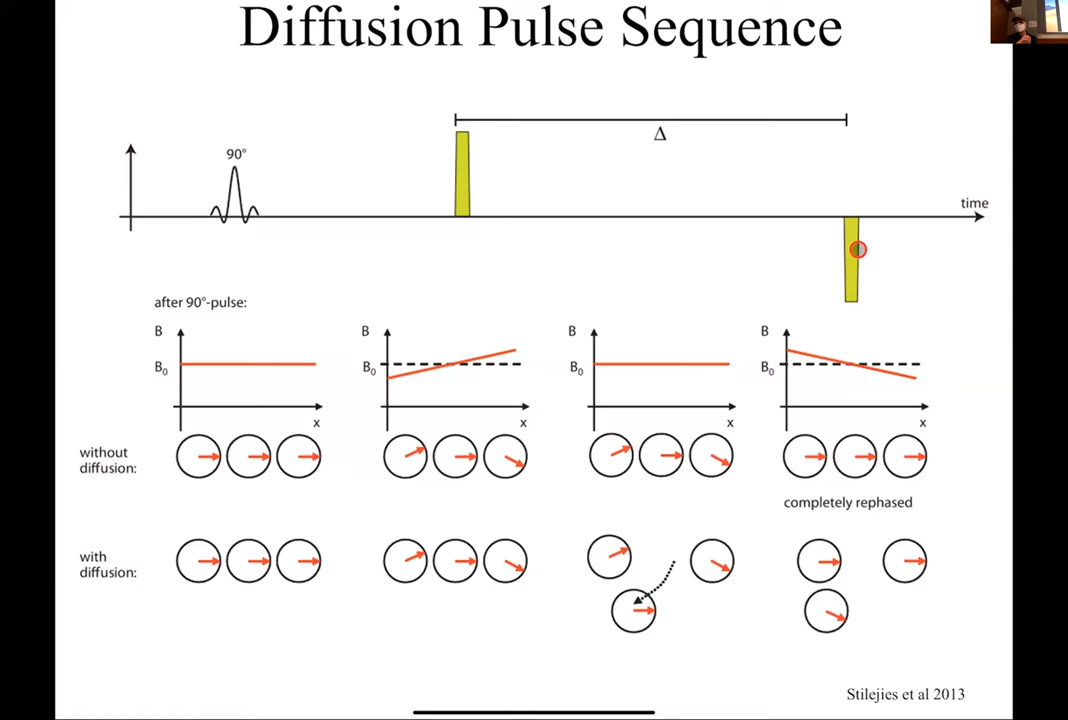 Diffusion Pulse Sequence
Δ
90°
time
after 90°-pulse:
B B B B
B₀ B₀ B₀ B₀
x x x x
without
diffusion:
completely rephased
with
diffusion:
Stilejies et al 2013